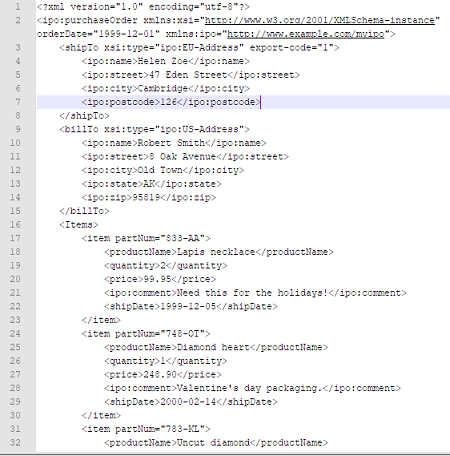 1 <?xml version="1.0" encoding="utf-8"?>
2 <ipo:purchaseOrder xmlns:xsi="http://www.w3.org/2001/XMLSchema-instance"
orderDate="1999-12-01" xmlns:ipo="http://www.example.com/myipo">
3 <shipTo xsi:type="ipo:EU-Address" export-code="1">
4 <ipo:name>Helen Zoe</ipo:name>
5 <ipo:street>47 Eden Street</ipo:street>
6 <ipo:city>Cambridge</ipo:city>
7 <ipo:postcode>126</ipo:postcode>
8 </shipTo>
9 <billTo xsi:type="ipo:US-Address">
10 <ipo:name>Robert Smith</ipo:name>
11 <ipo:street>8 Oak Avenue</ipo:street>
12 <ipo:city>Old Town</ipo:city>
13 <ipo:state>AK</ipo:state>
14 <ipo:zip>95819</ipo:zip>
15 </billTo>
16 <Items>
17 <item partNum="833-AA">
18 <productName>Lapis necklace</productName>
19 <quantity>2</quantity>
20 <price>99.95</price>
21 <ipo:comment>Need this for the holidays!</ipo:comment>
22 <shipDate>1999-12-05</shipDate>
23 </item>
24 <item partNum="748-OT">
25 <productName>Diamond heart</productName>
26 <quantity>1</quantity>
27 <price>248.90</price>
28 <ipo:comment>Valentine's day packaging.</ipo:comment>
29 <shipDate>2000-02-14</shipDate>
30 </item>
31 <item partNum="783-KL">
32 <productName>Uncut diamond</productName>